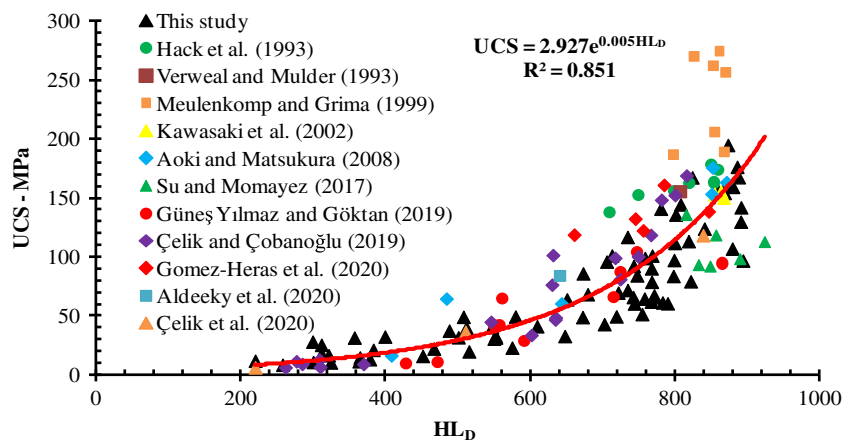 This study
Hack et al. (1993)
Verweal and Mulder (1993)
Meulenkomp and Grima (1999)
Kawasaki et al. (2002)
Aoki and Matsukura (2008)
Su and Momayez (2017)
Güneş Yılmaz and Göktan (2019)
Çelik and Çobanoğlu (2019)
Gomez-Heras et al. (2020)
Aldeeky et al. (2020)
Çelik et al. (2020)
UCS = 2.927e^0.005HL_D
R² = 0.851
UCS - MPa
300
250
200
150
100
50
0
0 200 400 600 800 1000
HL_D